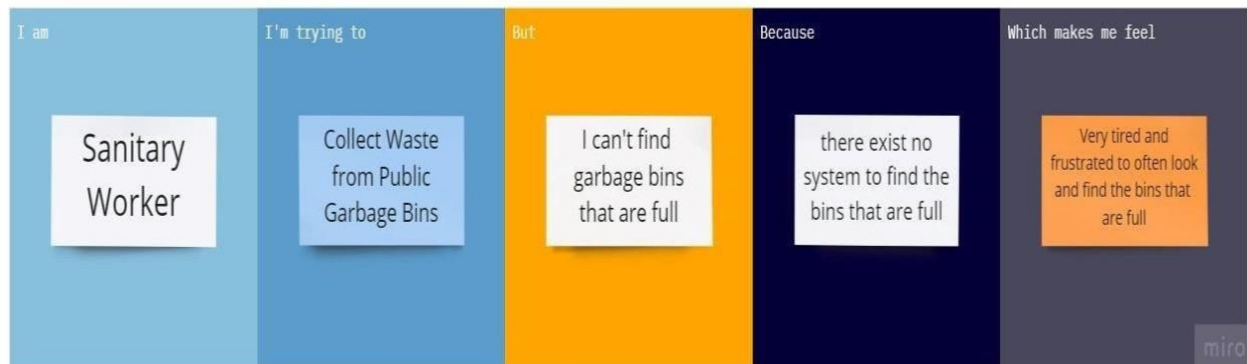 I am
Sanitary
Worker
I'm trying to
Collect Waste
from Public
Garbage Bins
But
I can't find
garbage bins
that are full
Because
there exist no
system to find the
bins that are full
Which makes me feel
Very tired and
frustrated to often look
and find the bins that
are full
miro